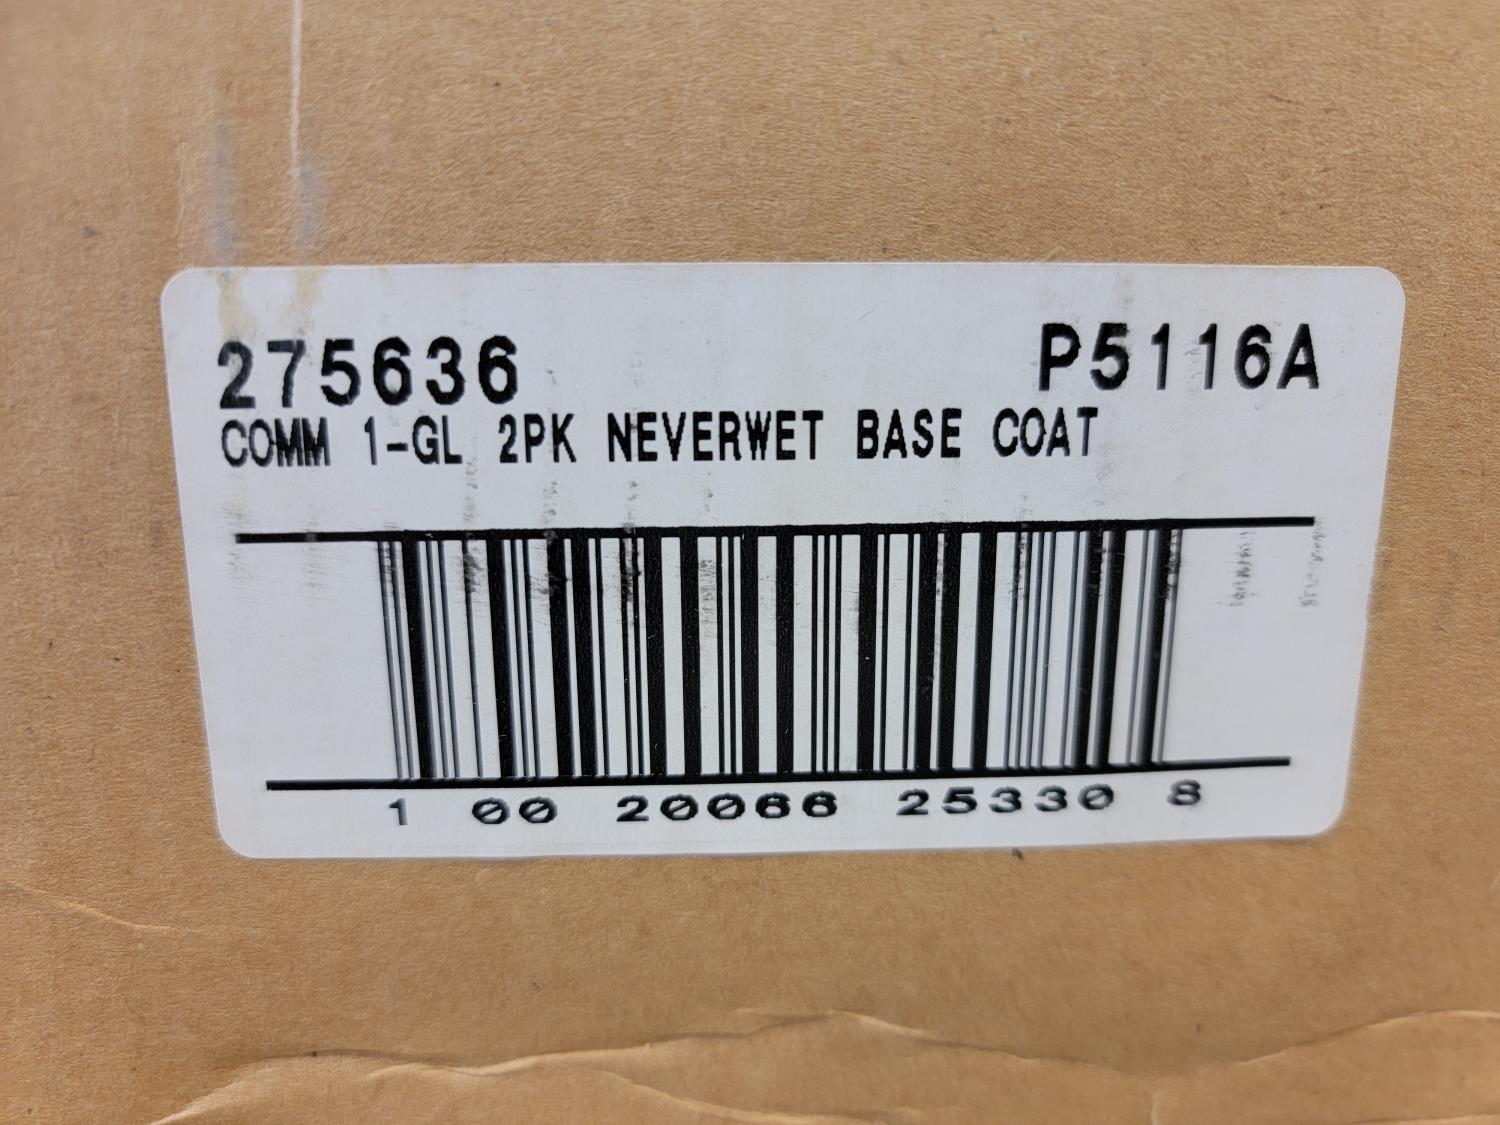 275636 P5116A
COMM 1-GL 2PK NEVERWET BASE COAT
1 00 20066 25330 8